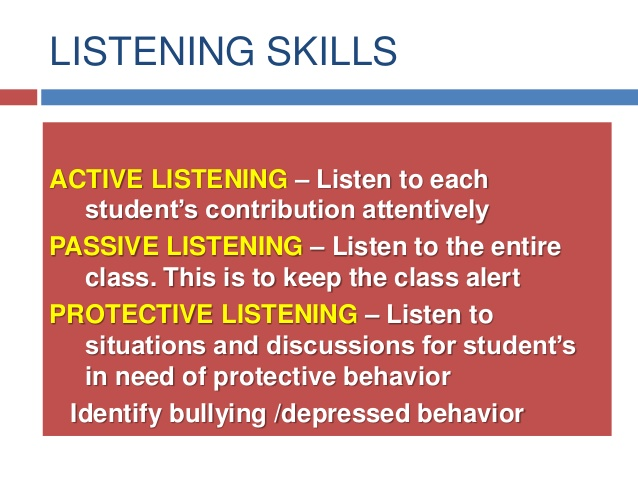 LISTENING SKILLS
ACTIVE LISTENING – Listen to each
student’s contribution attentively
PASSIVE LISTENING – Listen to the entire
class. This is to keep the class alert
PROTECTIVE LISTENING – Listen to
situations and discussions for student’s
in need of protective behavior
Identify bullying /depressed behavior